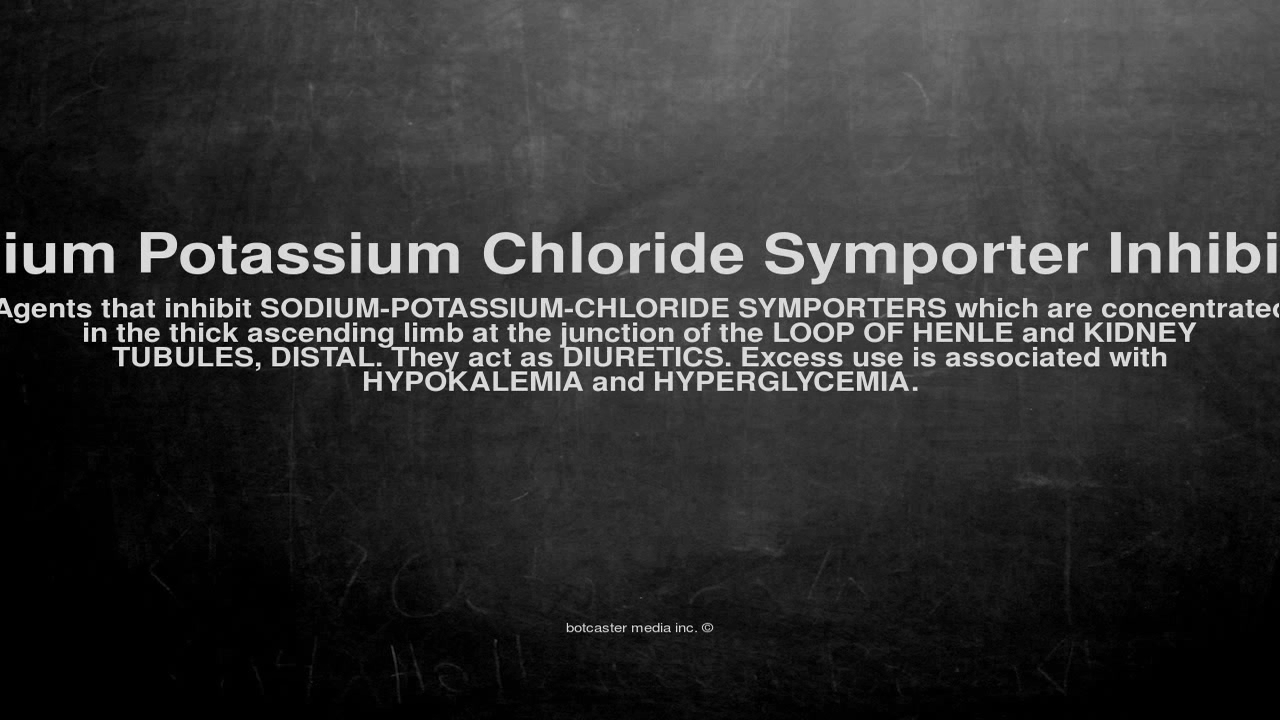 ium Potassium Chloride Symporter Inhibi
Agents that inhibit SODIUM-POTASSIUM-CHLORIDE SYMPORTERS which are concentrated
in the thick ascending limb at the junction of the LOOP OF HENLE and KIDNEY
TUBULES, DISTAL. They act as DIURETICS. Excess use is associated with
HYPOKALEMIA and HYPERGLYCEMIA.
botcaster media inc. ©